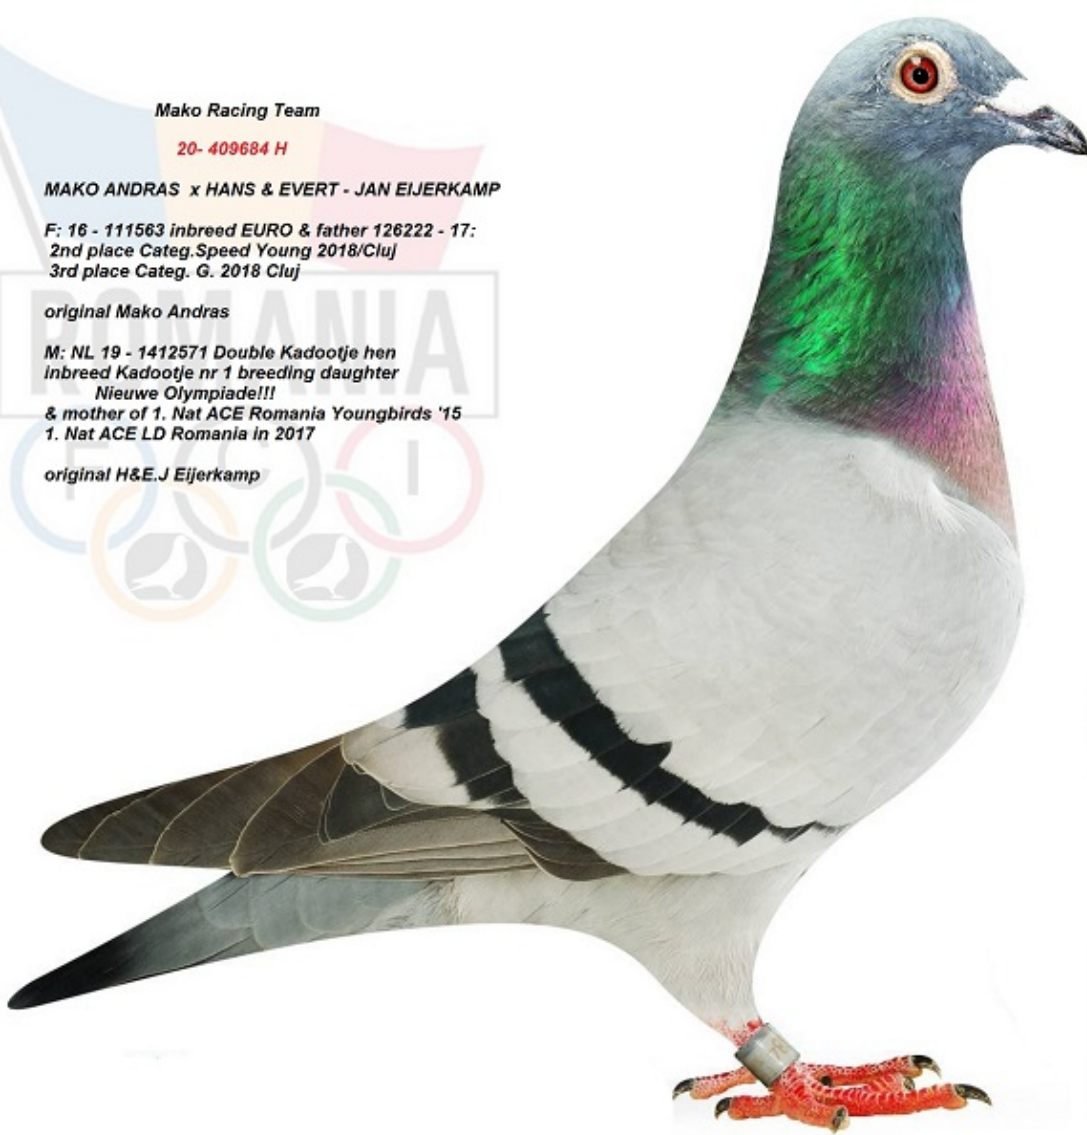 Mako Racing Team
20- 409684 H
MAKO ANDRAS x HANS & EVERT - JAN EIJERKAMP
F: 16 - 111563 inbreed EURO & father 126222 - 17:
2nd place Categ.Speed Young 2018/Cluj
3rd place Categ. G. 2018 Cluj
original Mako Andras
M: NL 19 - 1412571 Double Kadootje hen
inbreed Kadootje nr 1 breeding daughter
Nieuwe Olympiade!!!
& mother of 1. Nat ACE Romania Youngbirds '15
1. Nat ACE LD Romania in 2017
original H&E.J Eijerkamp
ROMANIA
F C I